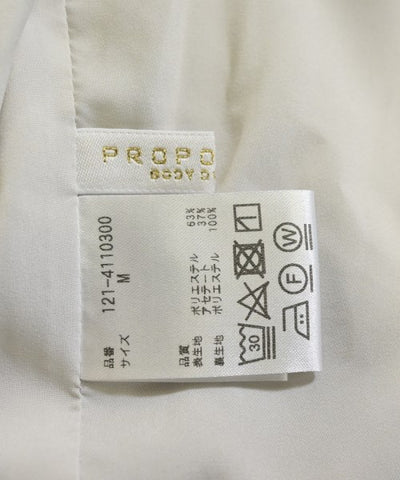 PROPO
BODY D
品番 121-4110300
サイズ M
品質
表生地 ポリエステル 63%
アセテート 37%
裏生地 ポリエステル 100%
30
W
F